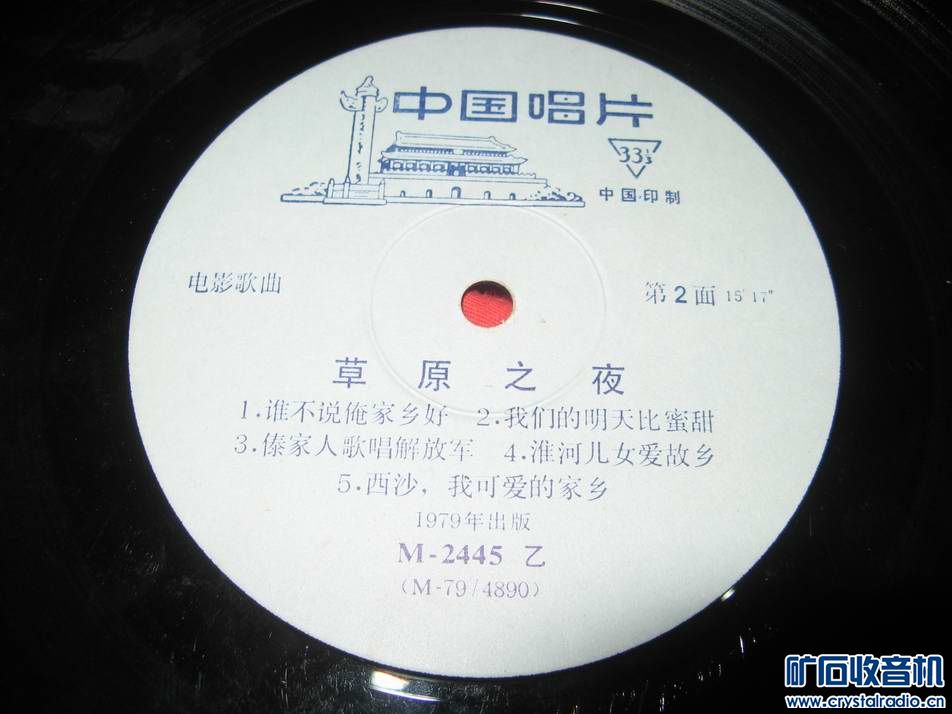 中国唱片
33⅓
中国·印制
电影歌曲
第2面 15′17″
草原之夜
1.谁不说俺家乡好 2.我们的明天比蜜甜
3.傣家人歌唱解放军 4.淮河儿女爱故乡
5.西沙，我可爱的家乡
1979年出版
M-2445 乙
(M-79/4890)
矿石收音机
www.crystalradio.cn